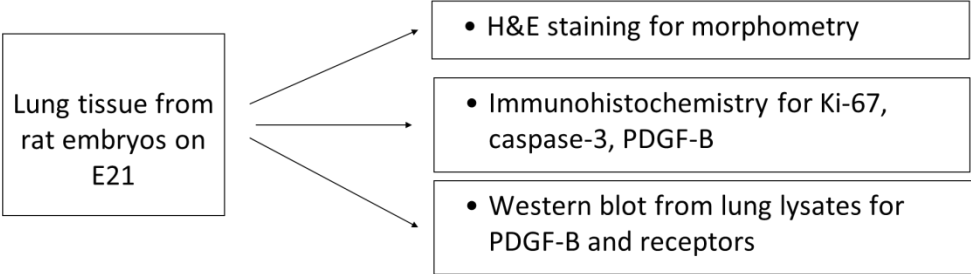 Lung tissue from
rat embryos on
E21
• H&E staining for morphometry
• Immunohistochemistry for Ki-67,
caspase-3, PDGF-B
• Western blot from lung lysates for
PDGF-B and receptors